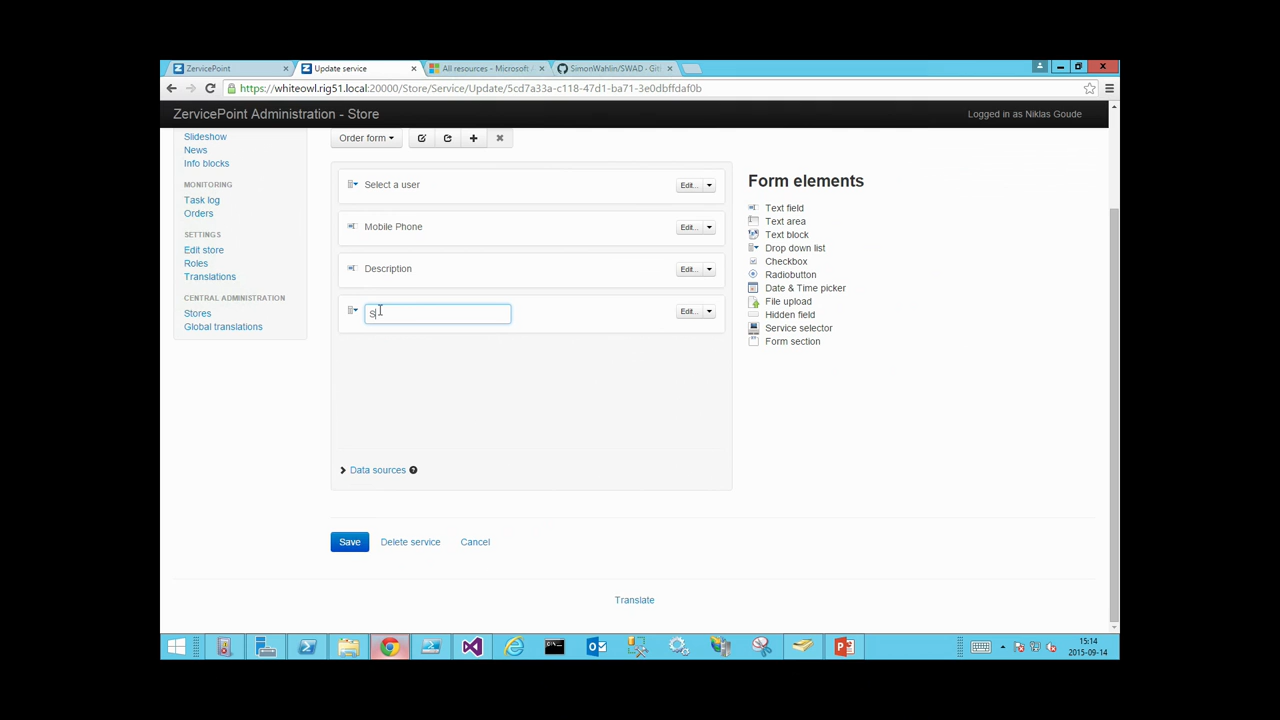 ZervicePoint
Update service
All resources - Microsoft
SimonWahlin/SWAD - Git
https://whiteowl.rig51.local:20000/Store/Service/Update/5cd7a33a-c118-47d1-ba71-3e0dbffdaf0b
ZervicePoint Administration - Store
Logged in as Niklas Goude
Slideshow
News
Info blocks
MONITORING
Task log
Orders
SETTINGS
Edit store
Roles
Translations
CENTRAL ADMINISTRATION
Stores
Global translations
Order form
Select a user
Edit...
Mobile Phone
Edit...
Description
Edit...
S
Edit...
Data sources
Form elements
Text field
Text area
Text block
Drop down list
Checkbox
Radiobutton
Date & Time picker
File upload
Hidden field
Service selector
Form section
Save
Delete service
Cancel
Translate
15:14
2015-09-14